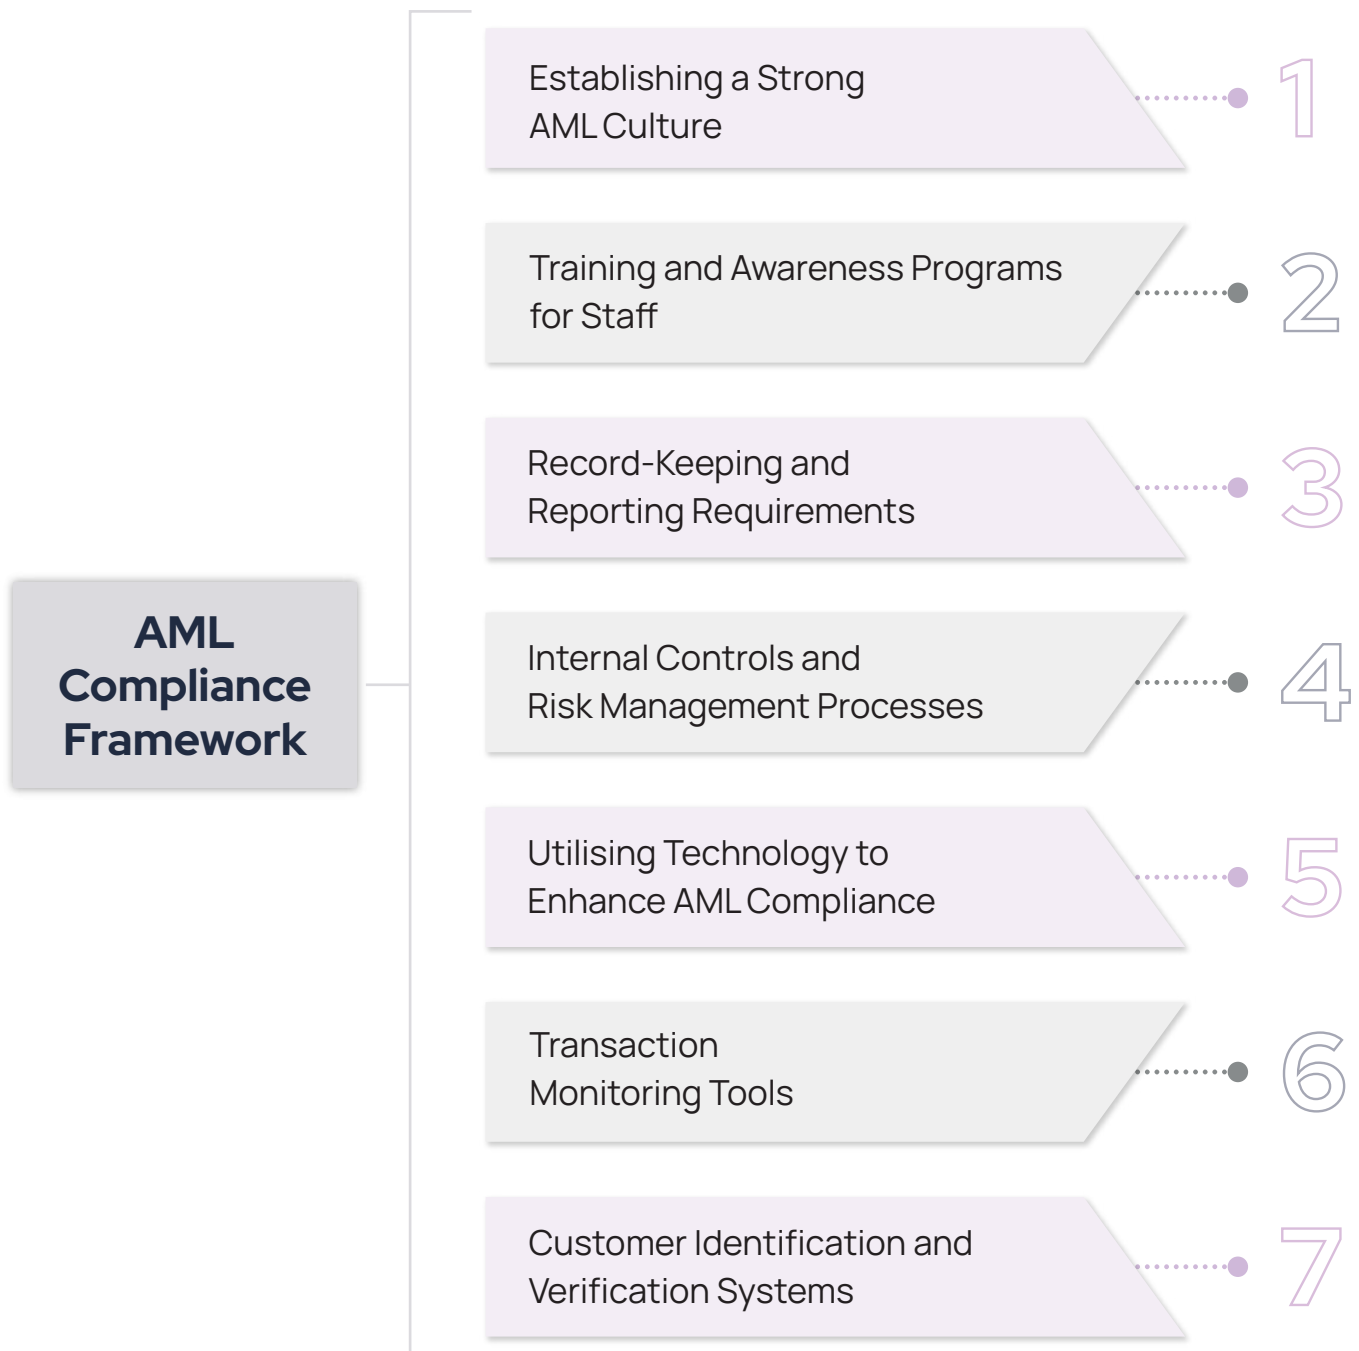 AML
Compliance
Framework
Establishing a Strong
AML Culture
1
Training and Awareness Programs
for Staff
2
Record-Keeping and
Reporting Requirements
3
Internal Controls and
Risk Management Processes
4
Utilising Technology to
Enhance AML Compliance
5
Transaction
Monitoring Tools
6
Customer Identification and
Verification Systems
7